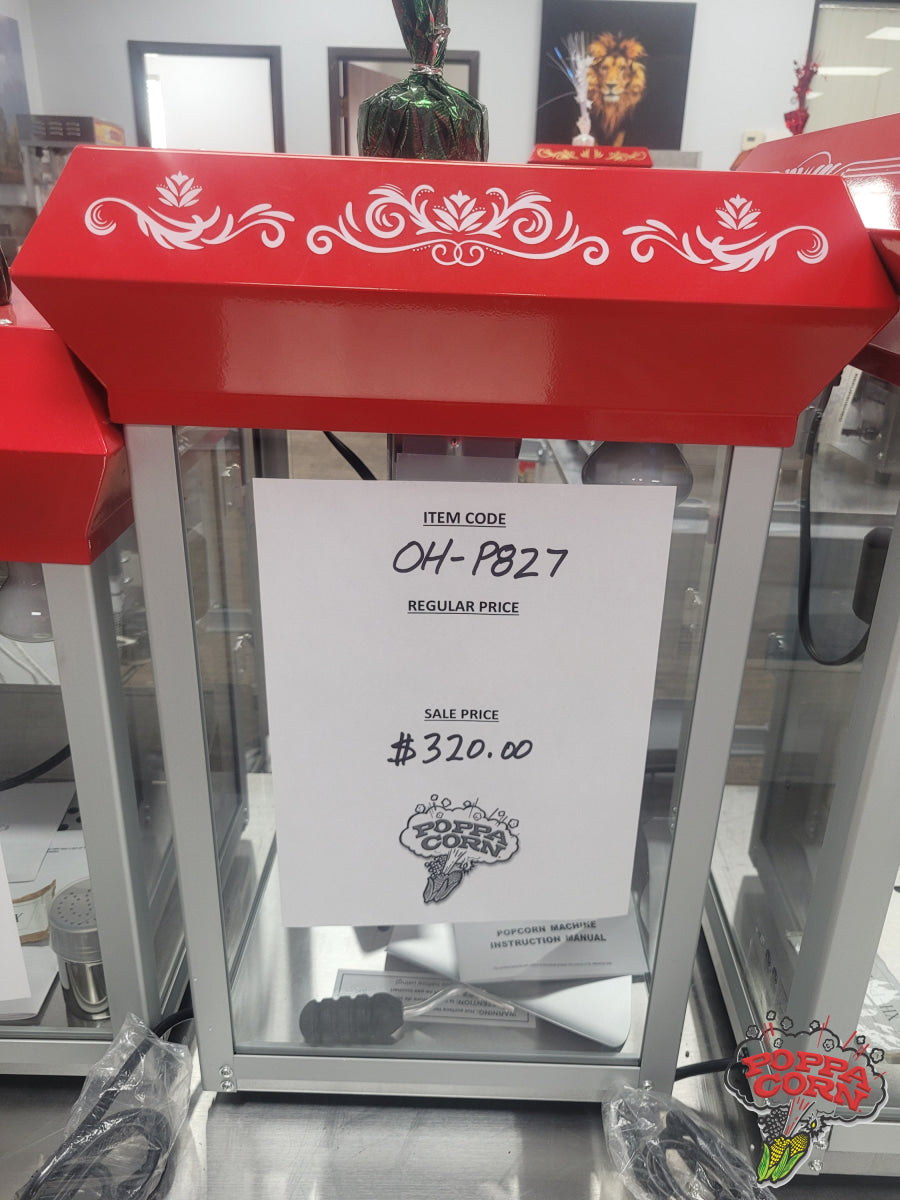 ITEM CODE
OH-P827
REGULAR PRICE
SALE PRICE
$320.00
POPPA
CORN
POPCORN MACHINE
INSTRUCTION MANUAL
POPPA
CORN